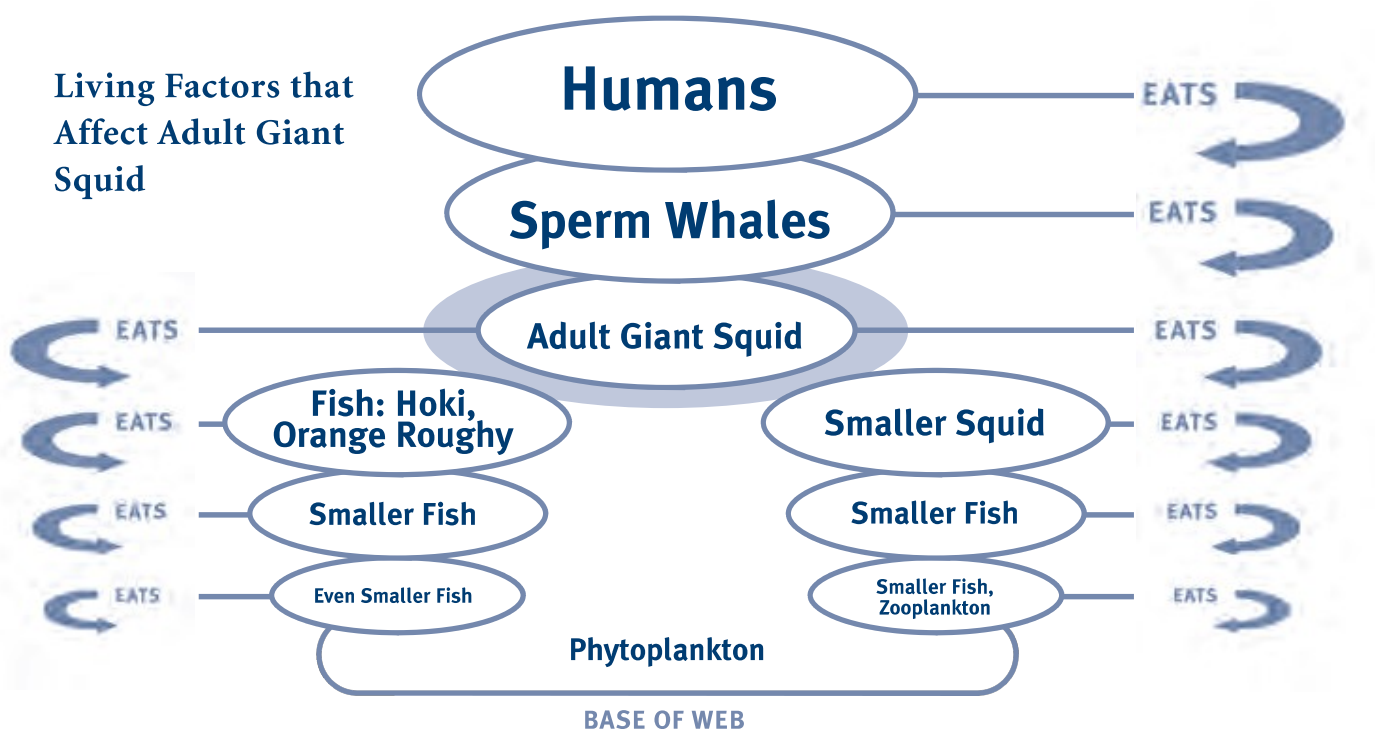 Living Factors that
Affect Adult Giant
Squid
Humans
EATS
Sperm Whales
EATS
EATS
Adult Giant Squid
EATS
EATS
Fish: Hoki,
Orange Roughy
Smaller Squid
EATS
EATS
Smaller Fish
Smaller Fish
EATS
EATS
Even Smaller Fish
Smaller Fish,
Zooplankton
EATS
Phytoplankton
BASE OF WEB